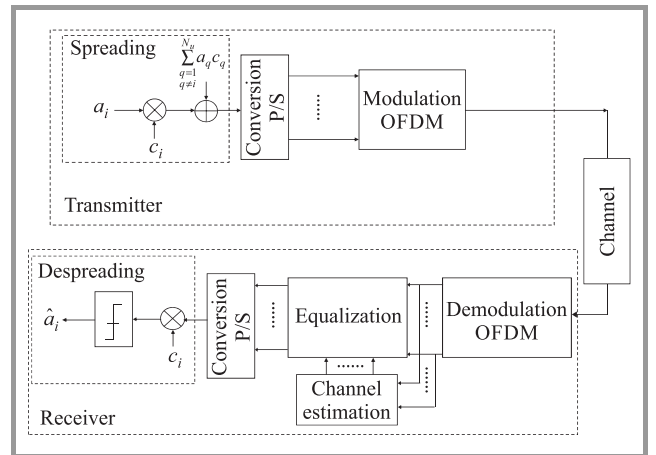 Spreading
N_u
∑ a_q c_q
q=1
q≠i
a_i
c_i
Conversion
P/S
......
Modulation
OFDM
Transmitter
Channel
Despreading
â_i
c_i
Conversion
P/S
......
Equalization
......
Demodulation
OFDM
......
......
Channel
estimation
Receiver